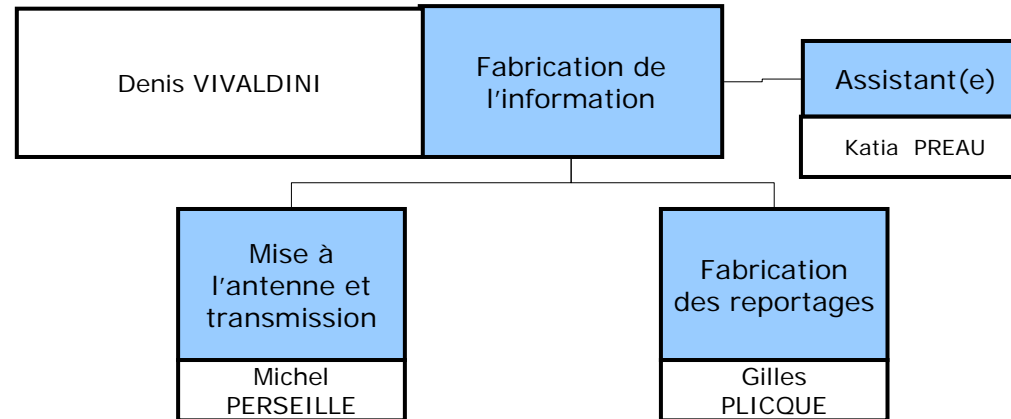 Denis VIVALDINI
Fabrication de
l'information
Assistant(e)
Katia PREAU
Mise à
l'antenne et
transmission
Michel
PERSEILLE
Fabrication
des reportages
Gilles
PLICQUE